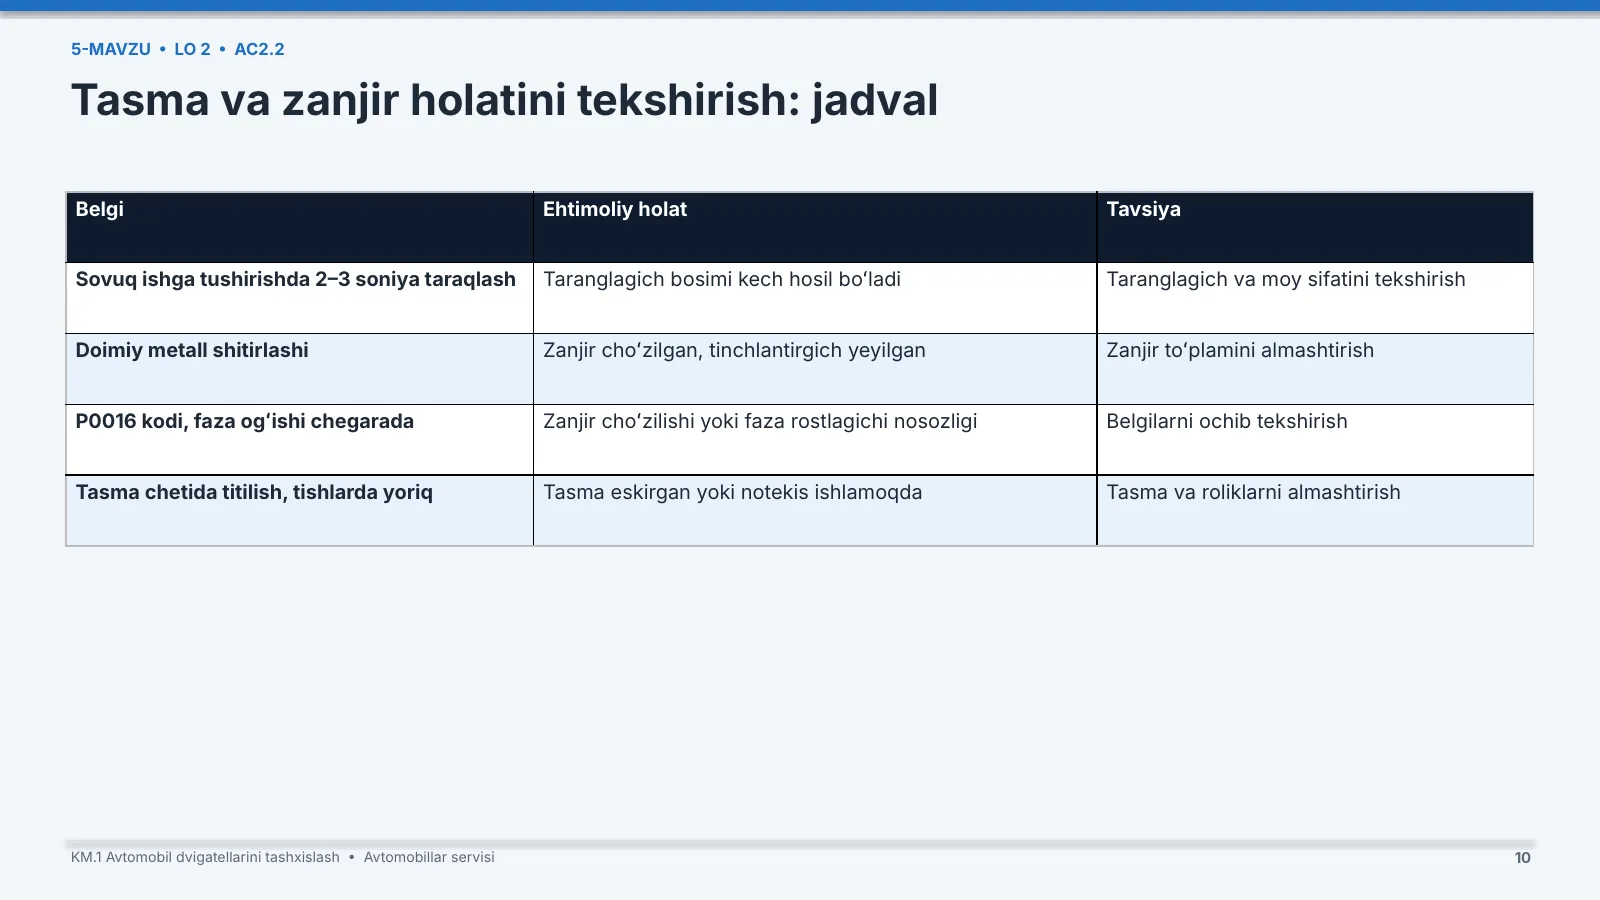 5-MAVZU • LO 2 • AC2.2
Tasma va zanjir holatini tekshirish: jadval
Belgi
Ehtimoliy holat
Tavsiya
Sovuq ishga tushirishda 2–3 soniya taraqlash
Taranglagich bosimi kech hosil boʻladi
Taranglagich va moy sifatini tekshirish
Doimiy metall shitirlashi
Zanjir choʻzilgan, tinchlantirgich yeyilgan
Zanjir toʻplamini almashtirish
P0016 kodi, faza ogʻishi chegarada
Zanjir choʻzilishi yoki faza rostlagichi nosozligi
Belgilarni ochib tekshirish
Tasma chetida titilish, tishlarda yoriq
Tasma eskirgan yoki notekis ishlamoqda
Tasma va roliklarni almashtirish
KM.1 Avtomobil dvigatellarini tashxislash • Avtomobillar servisi
10